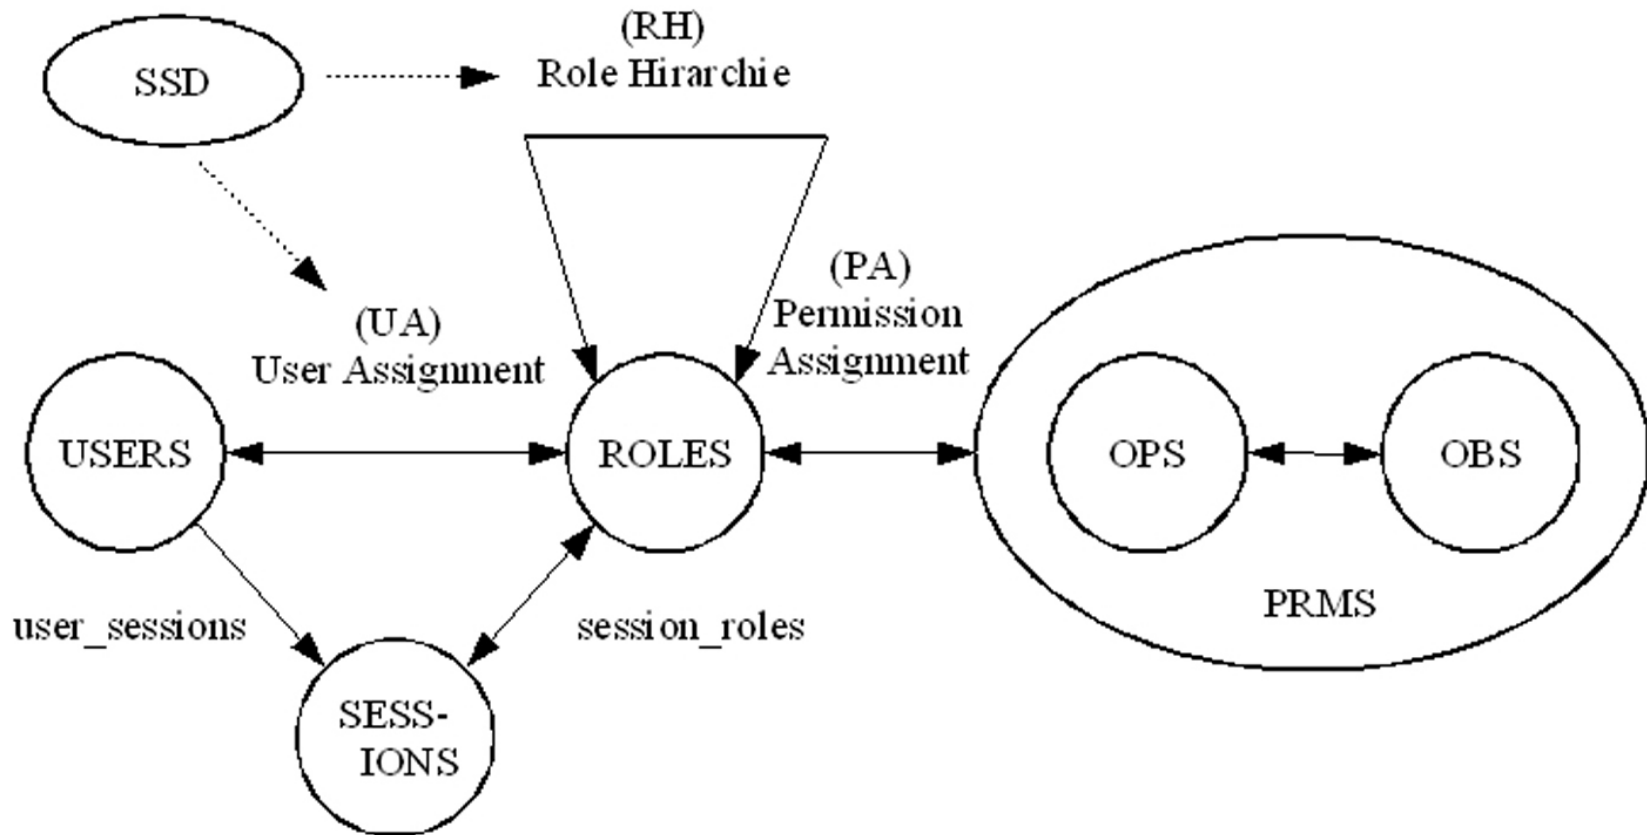 (RH)
Role Hirarchie
SSD
(PA)
Permission
Assignment
(UA)
User Assignment
USERS
ROLES
OPS
OBS
PRMS
user_sessions
session_roles
SESS-
IONS